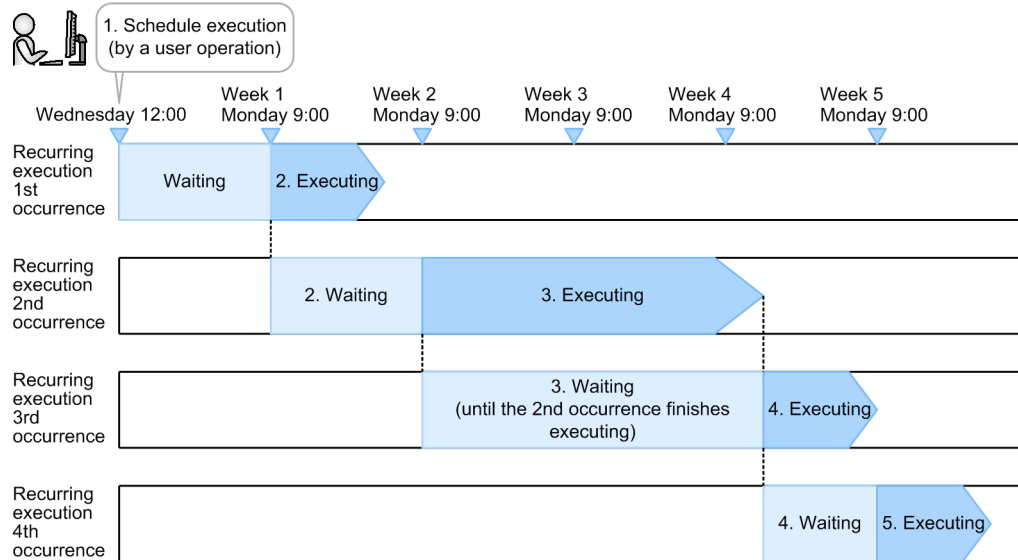 1. Schedule execution
(by a user operation)
Wednesday 12:00
Week 1
Monday 9:00
Week 2
Monday 9:00
Week 3
Monday 9:00
Week 4
Monday 9:00
Week 5
Monday 9:00
Recurring
execution
1st
occurrence
Waiting
2. Executing
Recurring
execution
2nd
occurrence
2. Waiting
3. Executing
Recurring
execution
3rd
occurrence
3. Waiting
(until the 2nd occurrence finishes
executing)
4. Executing
Recurring
execution
4th
occurrence
4. Waiting
5. Executing